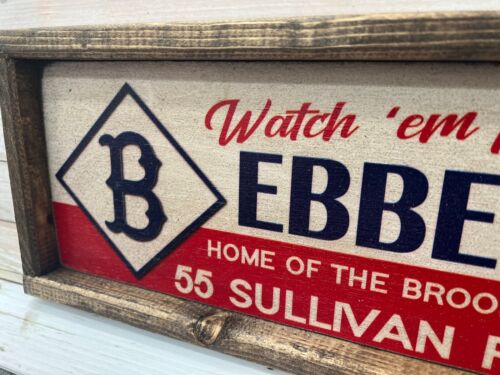 B
Watch 'em
EBBE
HOME OF THE BROO
55 SULLIVAN